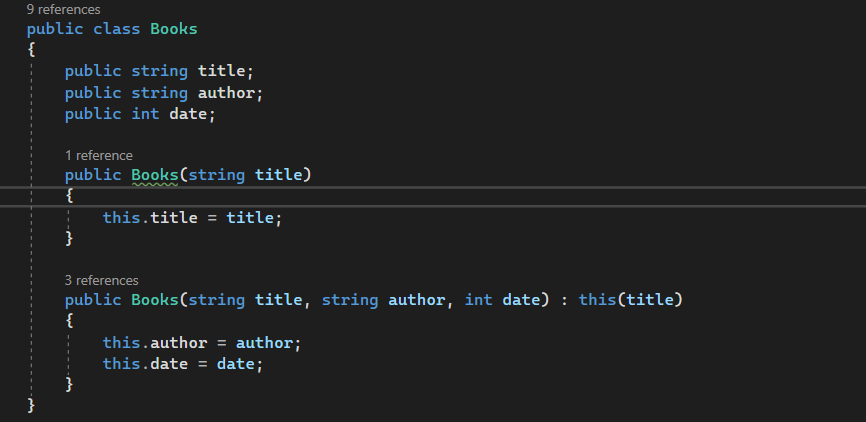 9 references
public class Books
{
public string title;
public string author;
public int date;
1 reference
public Books(string title)
{
this.title = title;
}
3 references
public Books(string title, string author, int date) : this(title)
{
this.author = author;
this.date = date;
}
}